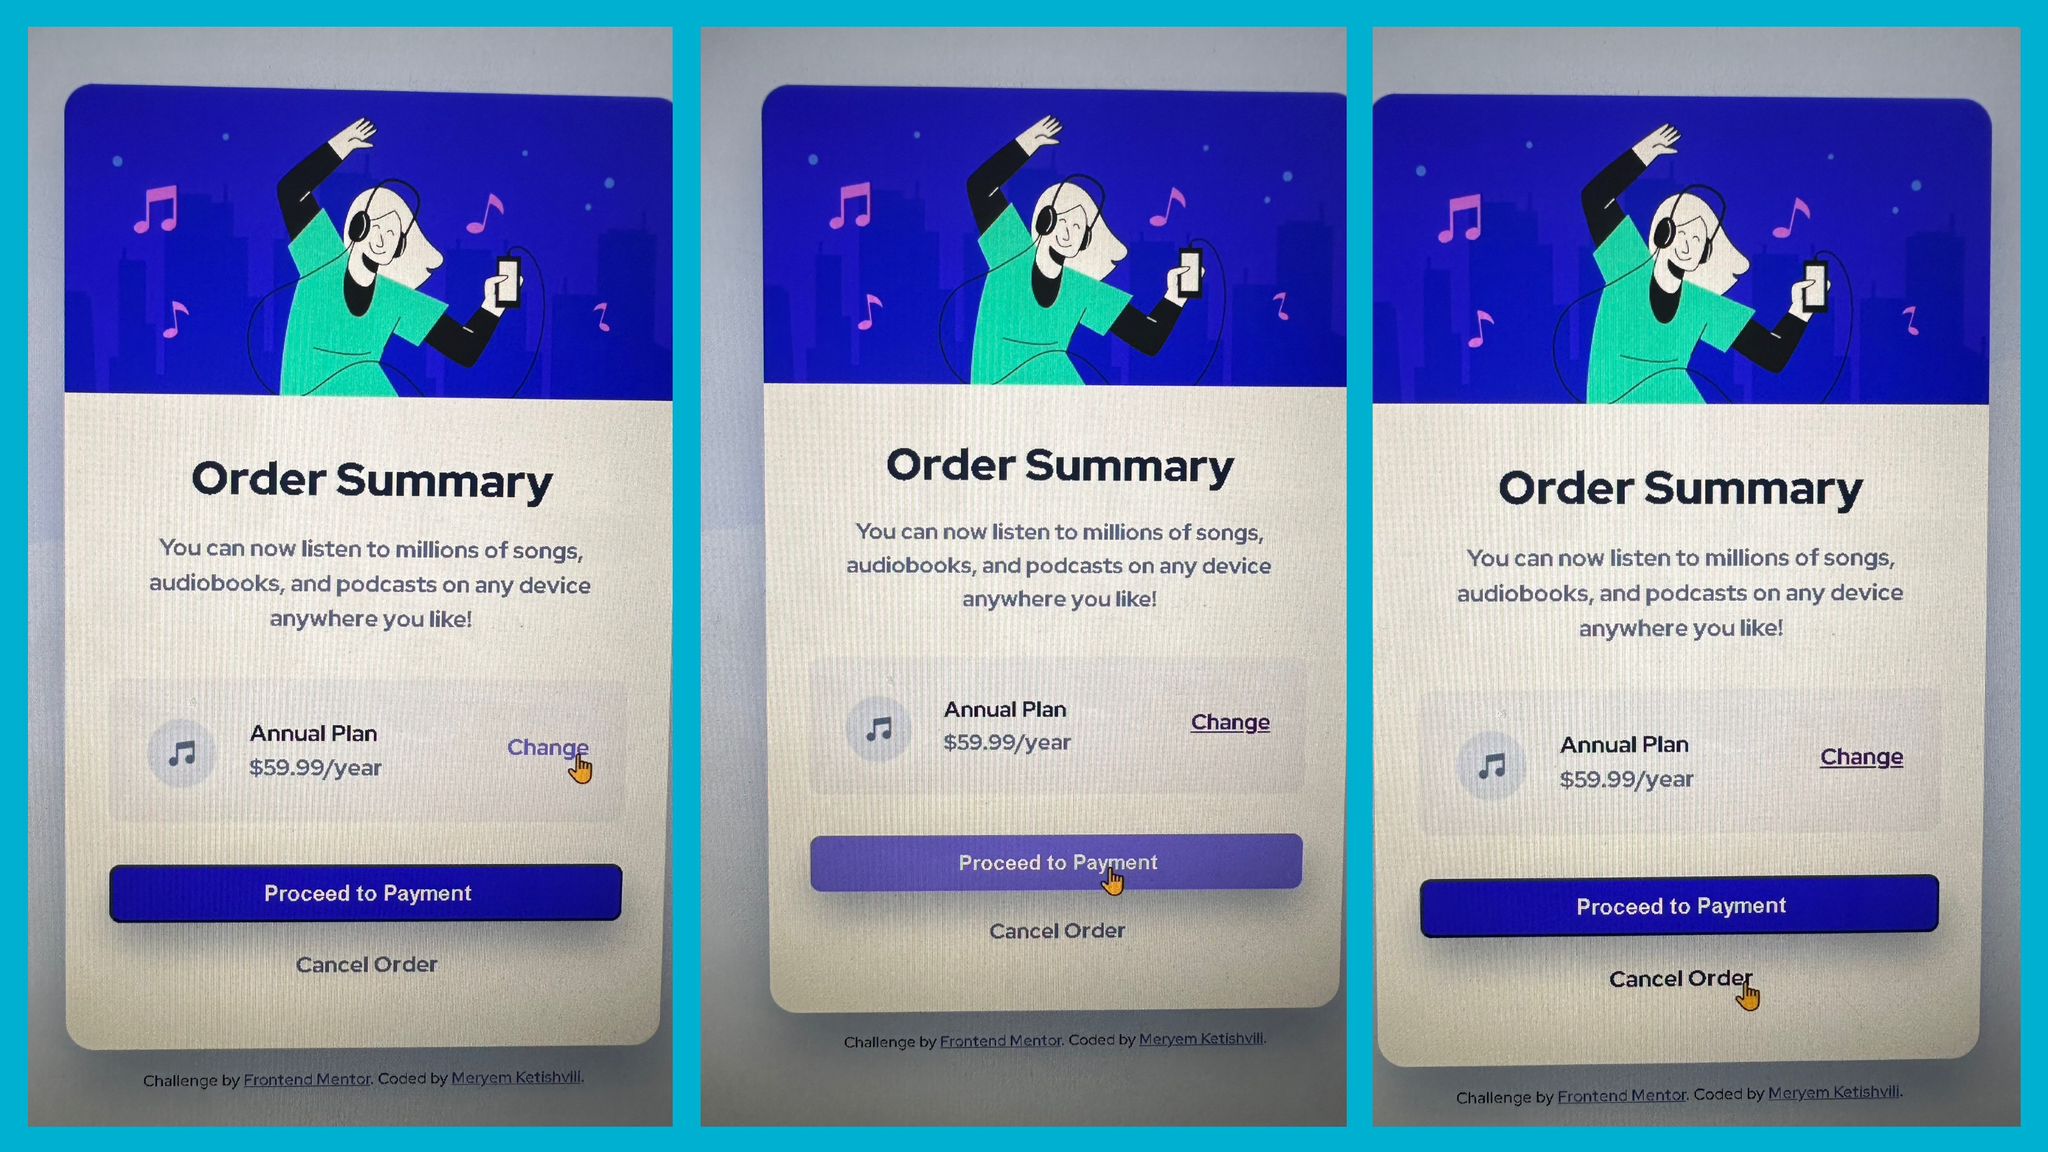 Order Summary
You can now listen to millions of songs,
audiobooks, and podcasts on any device
anywhere you like!
Annual Plan
$59.99/year
Change
Proceed to Payment
Cancel Order
Challenge by Frontend Mentor. Coded by Meryem Ketishvili.
Order Summary
You can now listen to millions of songs,
audiobooks, and podcasts on any device
anywhere you like!
Annual Plan
$59.99/year
Change
Proceed to Payment
Cancel Order
Challenge by Frontend Mentor. Coded by Meryem Ketishvili.
Order Summary
You can now listen to millions of songs,
audiobooks, and podcasts on any device
anywhere you like!
Annual Plan
$59.99/year
Change
Proceed to Payment
Cancel Order
Challenge by Frontend Mentor. Coded by Meryem Ketishvili.